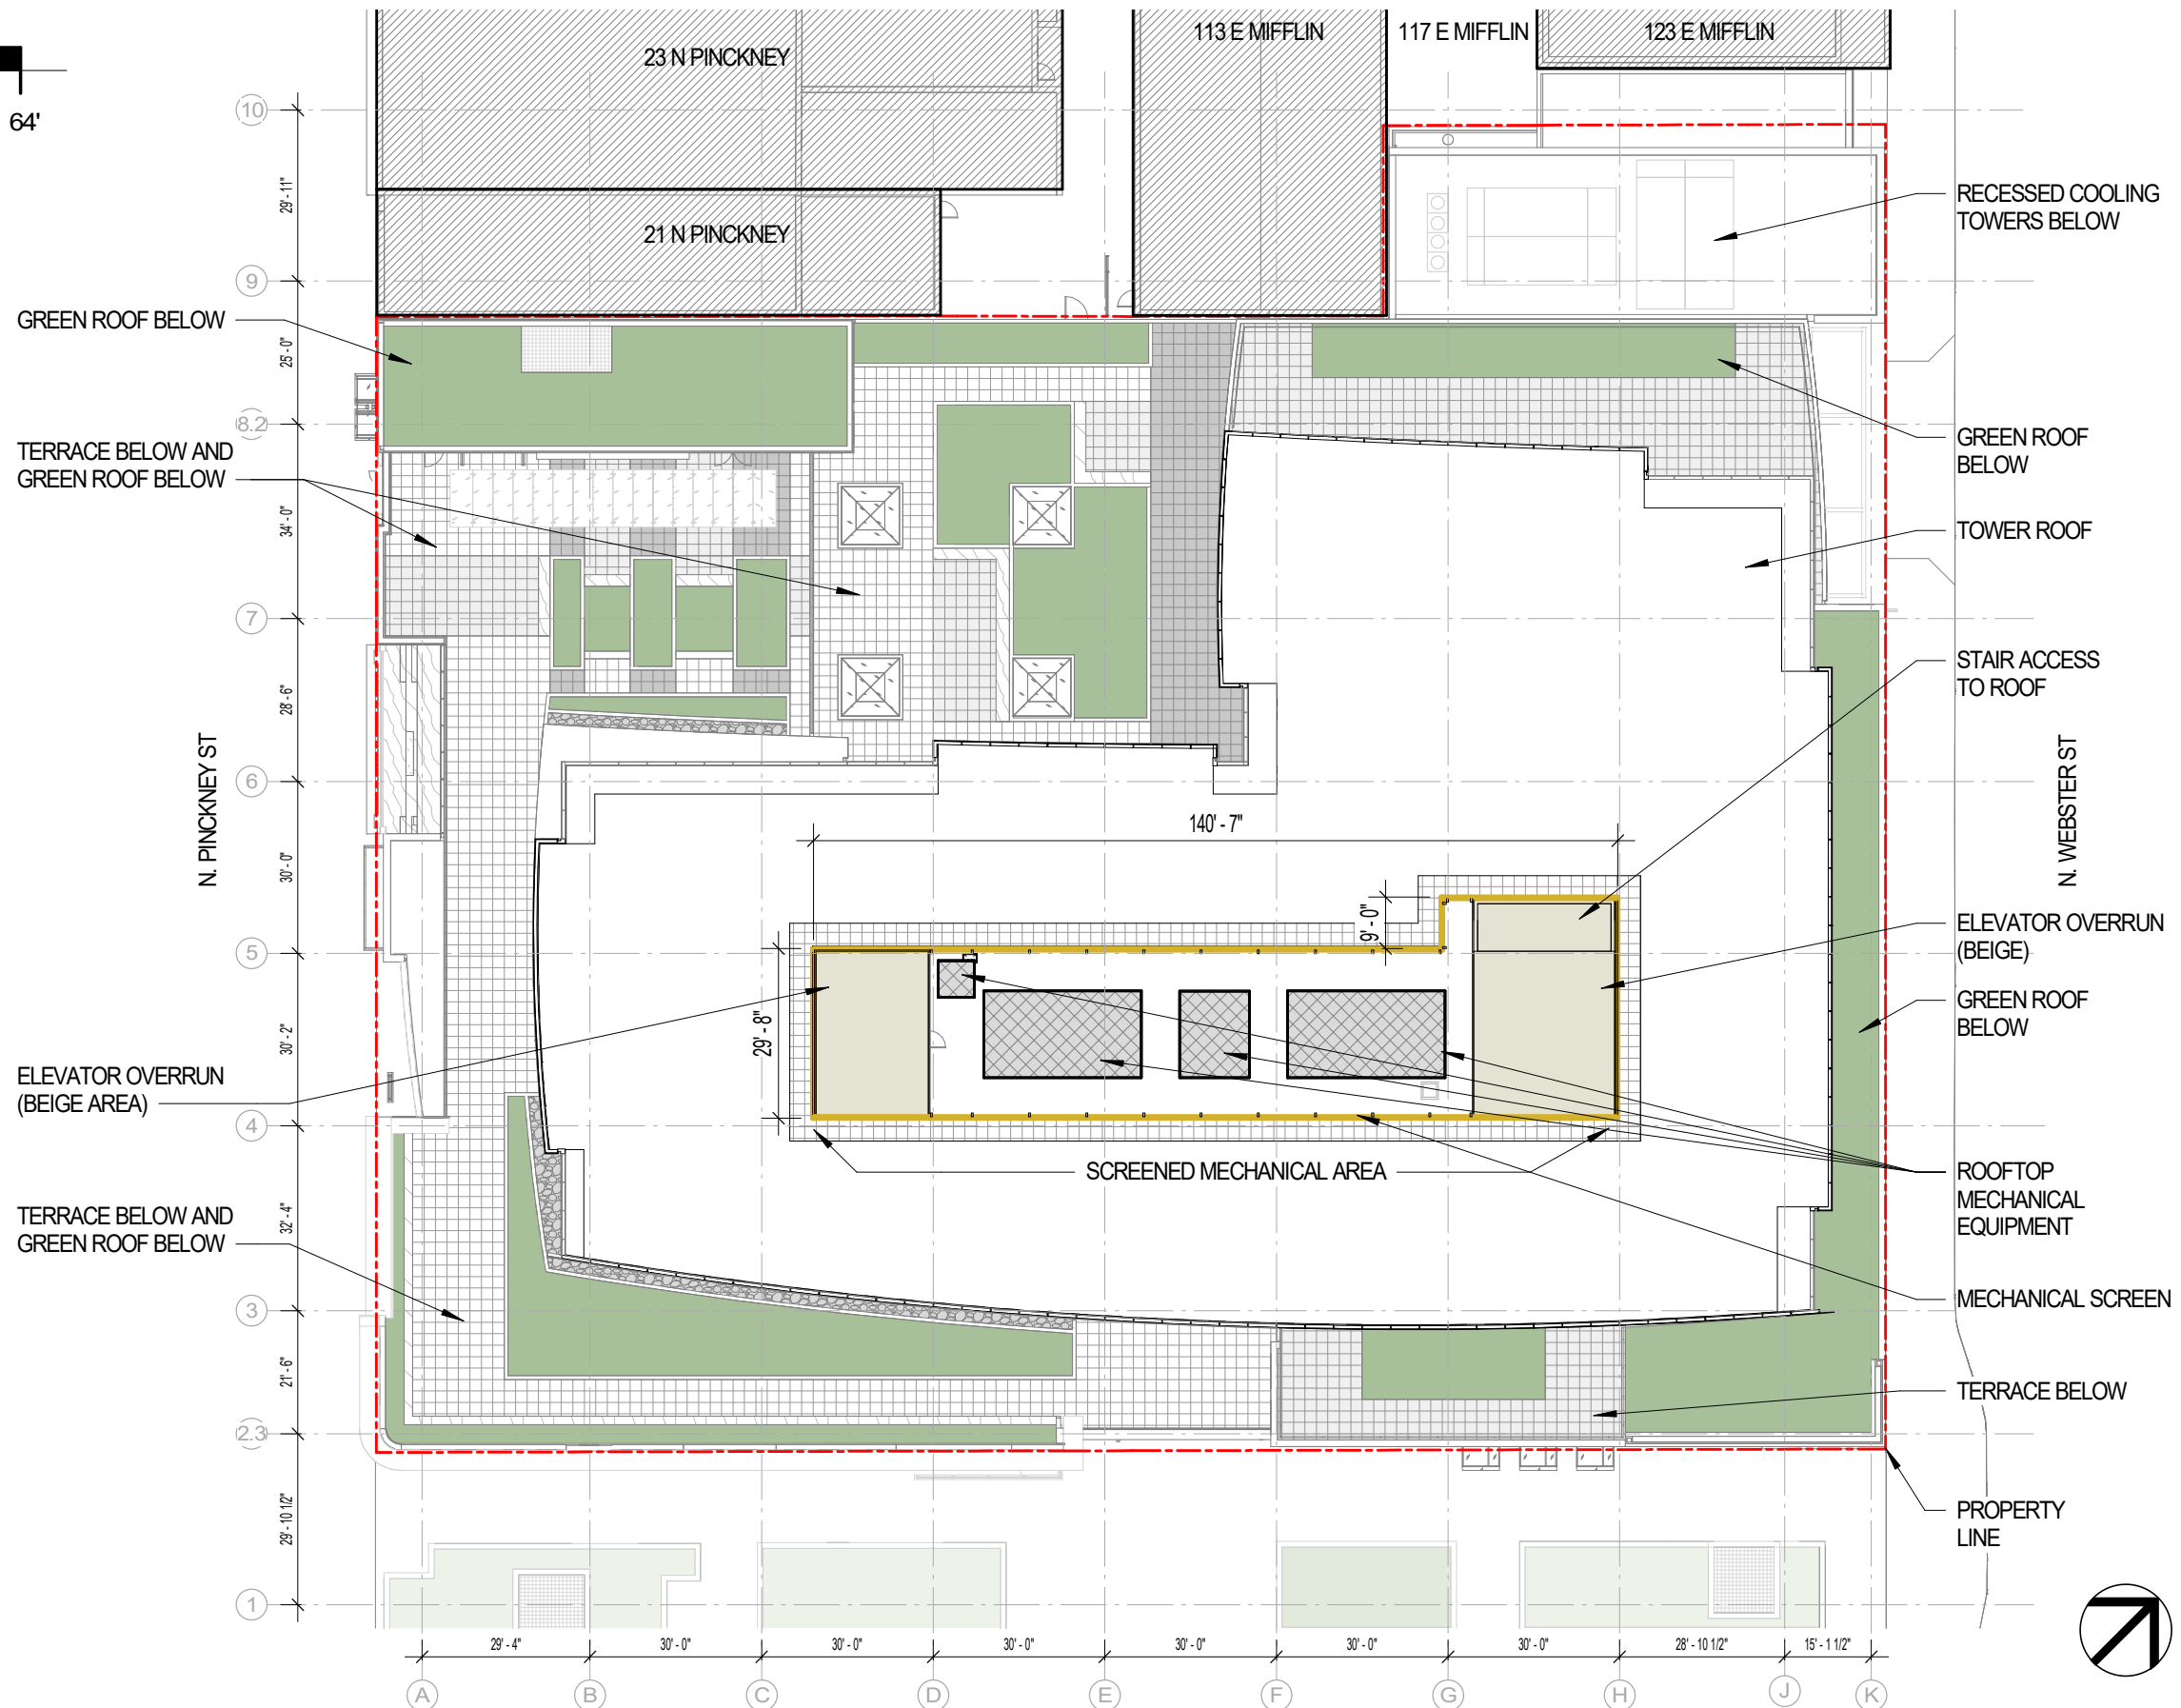 23 N PINCKNEY
113 E MIFFLIN
117 E MIFFLIN
123 E MIFFLIN
64'
10
29' - 11"
21 N PINCKNEY
RECESSED COOLING
TOWERS BELOW
9
GREEN ROOF BELOW
25' - 0"
8.2
TERRACE BELOW AND
GREEN ROOF BELOW
GREEN ROOF
BELOW
34' - 0"
TOWER ROOF
7
28' - 6"
STAIR ACCESS
TO ROOF
N. PINCKNEY ST
N. WEBSTER ST
6
140' - 7"
30' - 0"
9' - 0"
5
ELEVATOR OVERRUN
(BEIGE)
29' - 8"
30' - 2"
GREEN ROOF
BELOW
ELEVATOR OVERRUN
(BEIGE AREA)
4
SCREENED MECHANICAL AREA
ROOFTOP
MECHANICAL
EQUIPMENT
TERRACE BELOW AND
GREEN ROOF BELOW
32' - 4"
MECHANICAL SCREEN
3
21' - 6"
TERRACE BELOW
2.3
29' - 10 1/2"
PROPERTY
LINE
1
29' - 4"
30' - 0"
30' - 0"
30' - 0"
30' - 0"
30' - 0"
30' - 0"
28' - 10 1/2"
15' - 1 1/2"
A
B
C
D
E
F
G
H
J
K